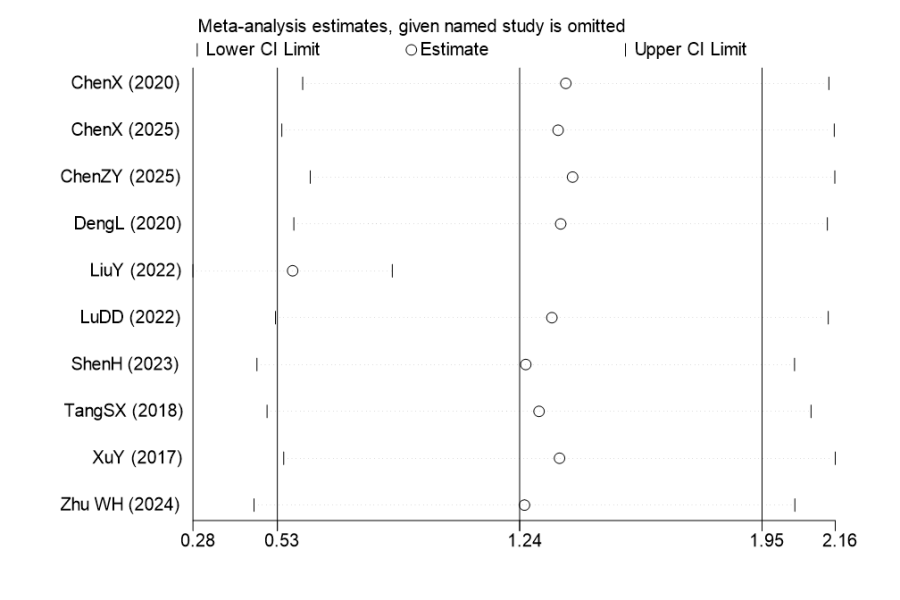 Meta-analysis estimates, given named study is omitted
| Lower CI Limit ○ Estimate | Upper CI Limit
ChenX (2020)
ChenX (2025)
ChenZY (2025)
DengL (2020)
LiuY (2022)
LuDD (2022)
ShenH (2023)
TangSX (2018)
XuY (2017)
Zhu WH (2024)
0.28 0.53 1.24 1.95 2.16